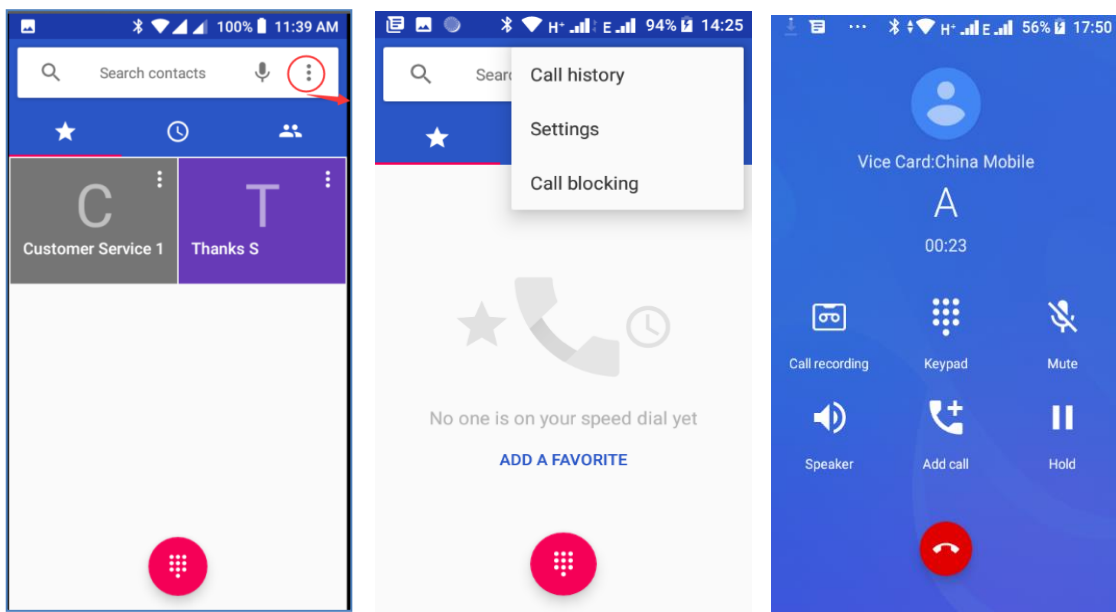 100% 11:39 AM
Search contacts
C
Customer Service 1
T
Thanks S
H+ E 94% 14:25
Sear
Call history
Settings
Call blocking
No one is on your speed dial yet
ADD A FAVORITE
H+ E 56% 17:50
Vice Card:China Mobile
A
00:23
Call recording Keypad Mute
Speaker Add call Hold